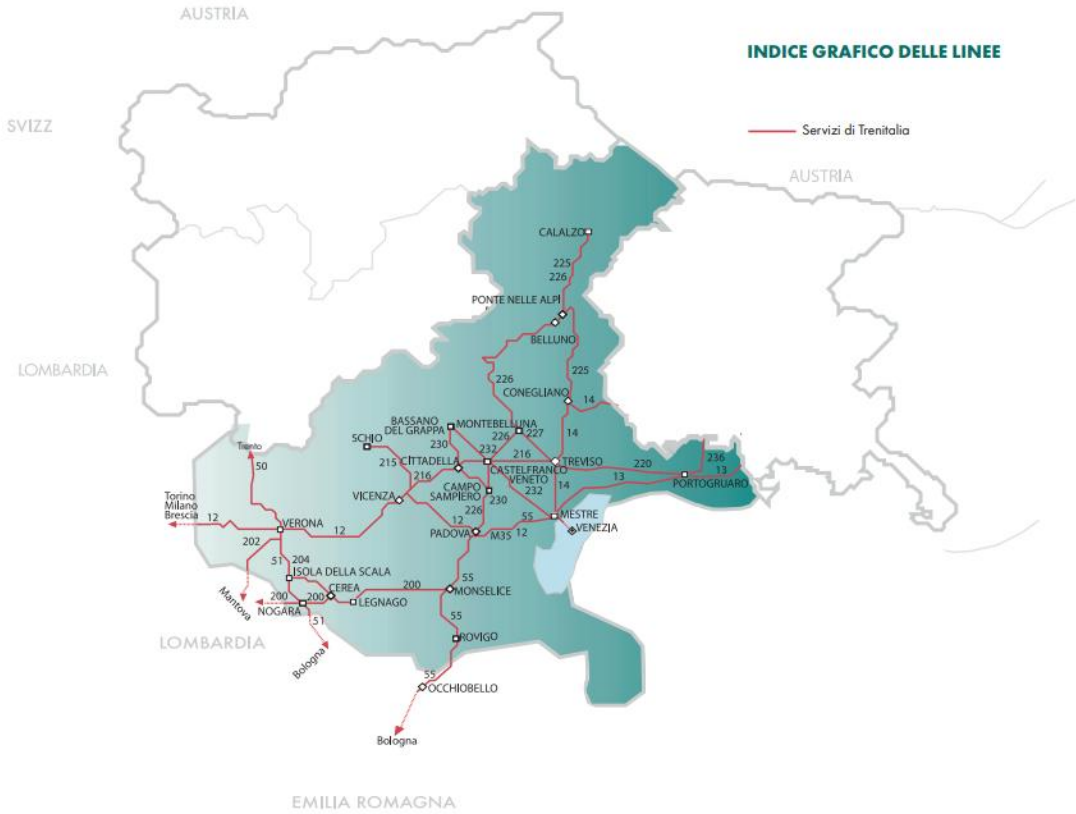 AUSTRIA
INDICE GRAFICO DELLE LINEE
SVIZZ
Servizi di Trenitalia
AUSTRIA
CALALZO
225
226
PONTE NELLE ALPI
BELLUNO
LOMBARDIA
226
225
CONEGLIANO
14
BASSANO
DEL GRAPPA
MONTEBELLUNA
SCHIO
230
226
227
14
Trento
50
215
CITTADELLA
232
216
TREVISO
220
236
13
216
CASTELFRANCO
VENETO
CAMPO
SAMPIERO
230
232
14
13
PORTOGRUARO
VICENZA
226
Torino
Milano
Brescia
12
VERONA
12
12
PADOVA
M35
55
12
MESTRE
VENEZIA
202
51
204
ISOLA DELLA SCALA
CEREA
200
55
MONSELICE
200
200
NOGARA
LEGNAGO
Mantova
51
55
LOMBARDIA
ROVIGO
Bologna
55
OCCHIOBELLO
Bologna
EMILIA ROMAGNA